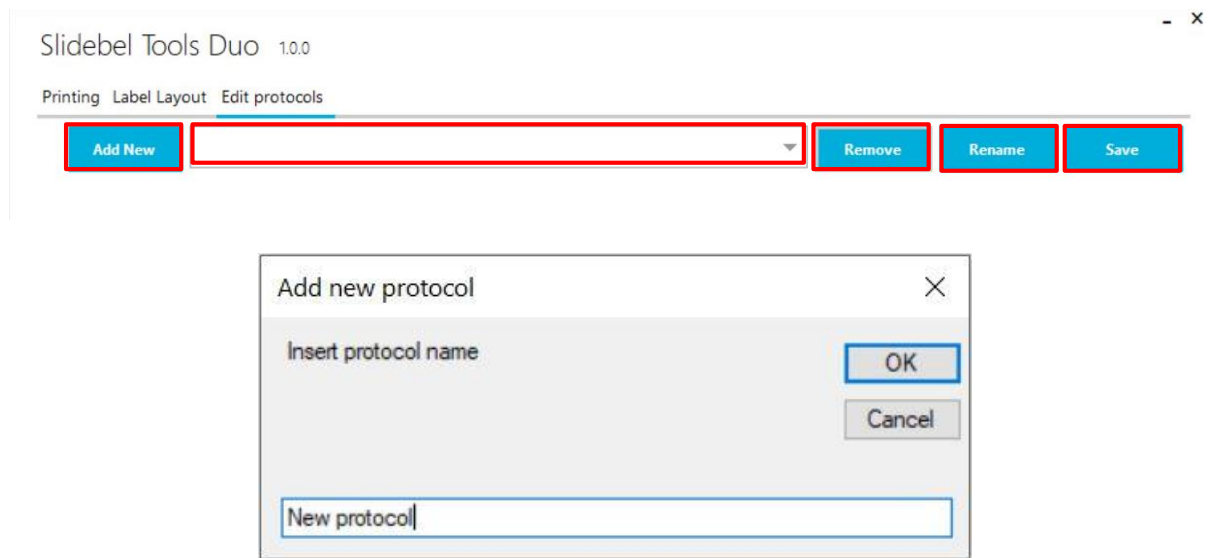 Slidebel Tools Duo 1.0.0
Printing Label Layout Edit protocols
Add New Remove Rename Save
Add new protocol
Insert protocol name
OK
Cancel
New protocol